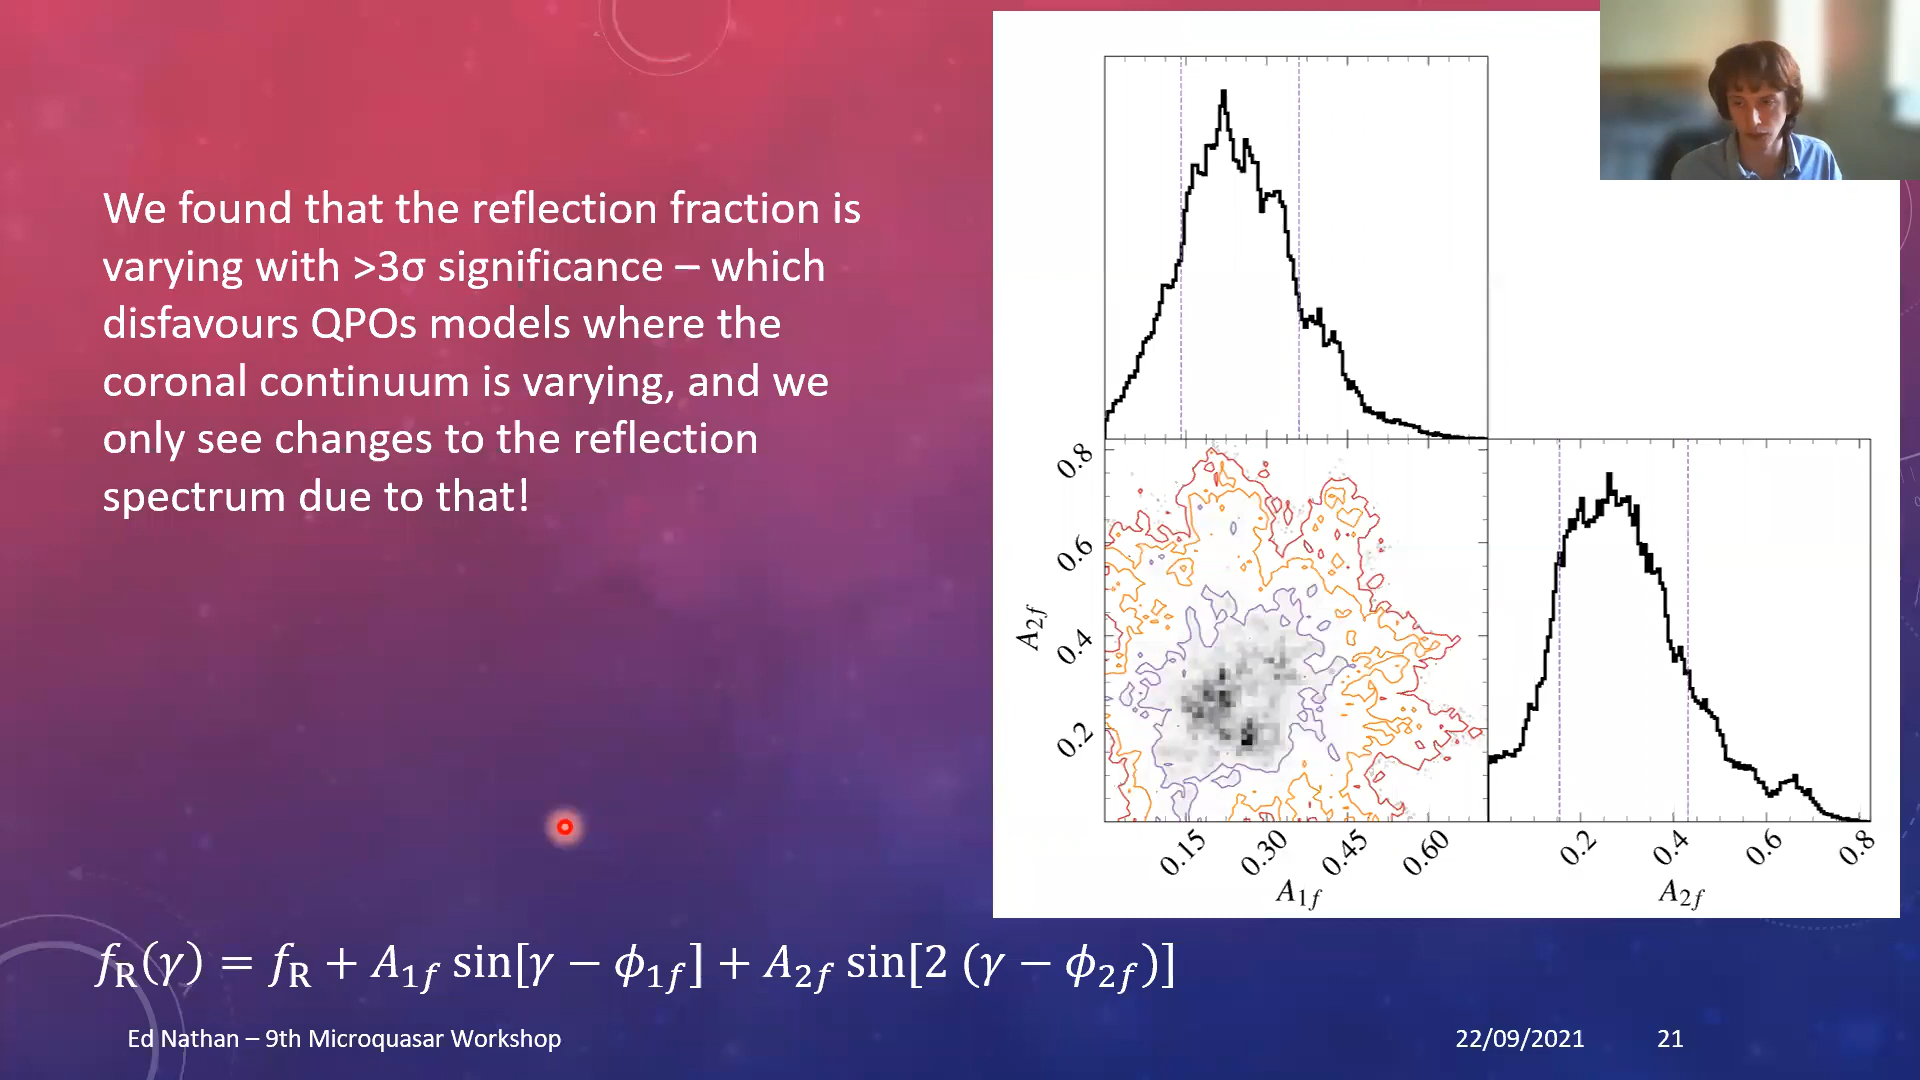 We found that the reflection fraction is
varying with >3σ significance – which
disfavours QPOs models where the
coronal continuum is varying, and we
only see changes to the reflection
spectrum due to that!
0.8
0.6
0.4
0.2
A2f
0.15
0.30
0.45
0.60
A1f
0.2
0.4
0.6
0.8
A2f
fR(γ) = fR + A1f sin[γ − ϕ1f] + A2f sin[2 (γ − ϕ2f)]
Ed Nathan – 9th Microquasar Workshop
22/09/2021
21